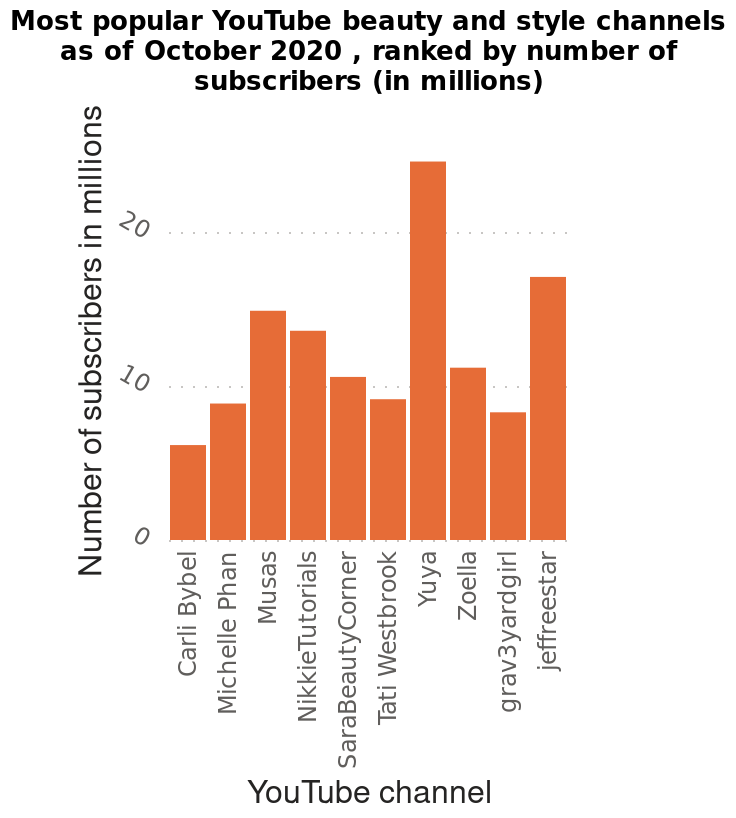 Most popular YouTube beauty and style channels
as of October 2020 , ranked by number of
subscribers (in millions)
Number of subscribers in millions
20
10
0
Carli Bybel
Michelle Phan
Musas
NikkieTutorials
SaraBeautyCorner
Tati Westbrook
Yuya
Zoella
grav3yardgirl
jeffreestar
YouTube channel